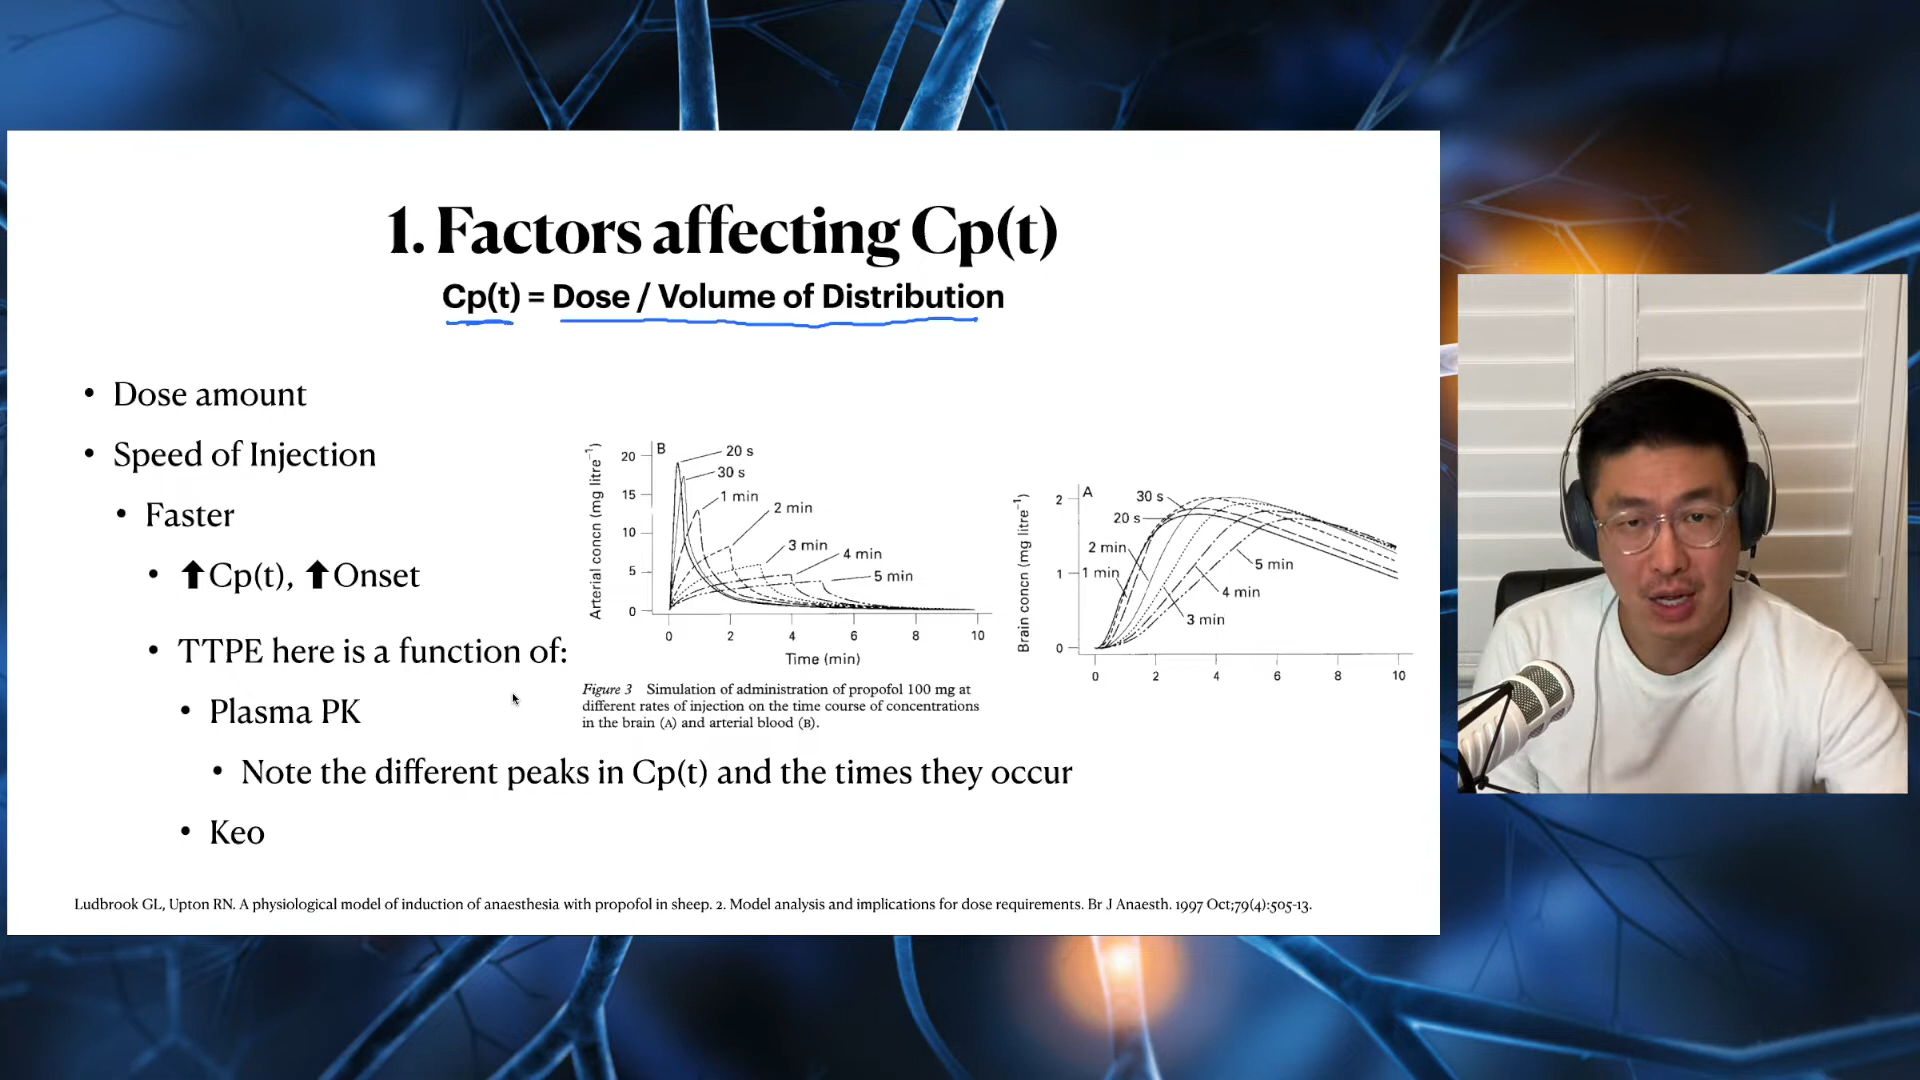 1. Factors affecting Cp(t)
Cp(t) = Dose / Volume of Distribution
• Dose amount
• Speed of Injection
• Faster
• ⬆Cp(t), ⬆Onset
• TTPE here is a function of:
• Plasma PK
• Note the different peaks in Cp(t) and the times they occur
• Keo
Arterial concn (mg litre⁻¹)
20
15
10
5
0
B
20 s
30 s
1 min
2 min
3 min
4 min
5 min
0 2 4 6 8 10
Time (min)
Figure 3 Simulation of administration of propofol 100 mg at
different rates of injection on the time course of concentrations
in the brain (A) and arterial blood (B).
Brain concn (mg litre⁻¹)
2
1
0
A
30 s
20 s
2 min
1 min
5 min
4 min
3 min
0 2 4 6 8 10
Ludbrook GL, Upton RN. A physiological model of induction of anaesthesia with propofol in sheep. 2. Model analysis and implications for dose requirements. Br J Anaesth. 1997 Oct;79(4):505-13.